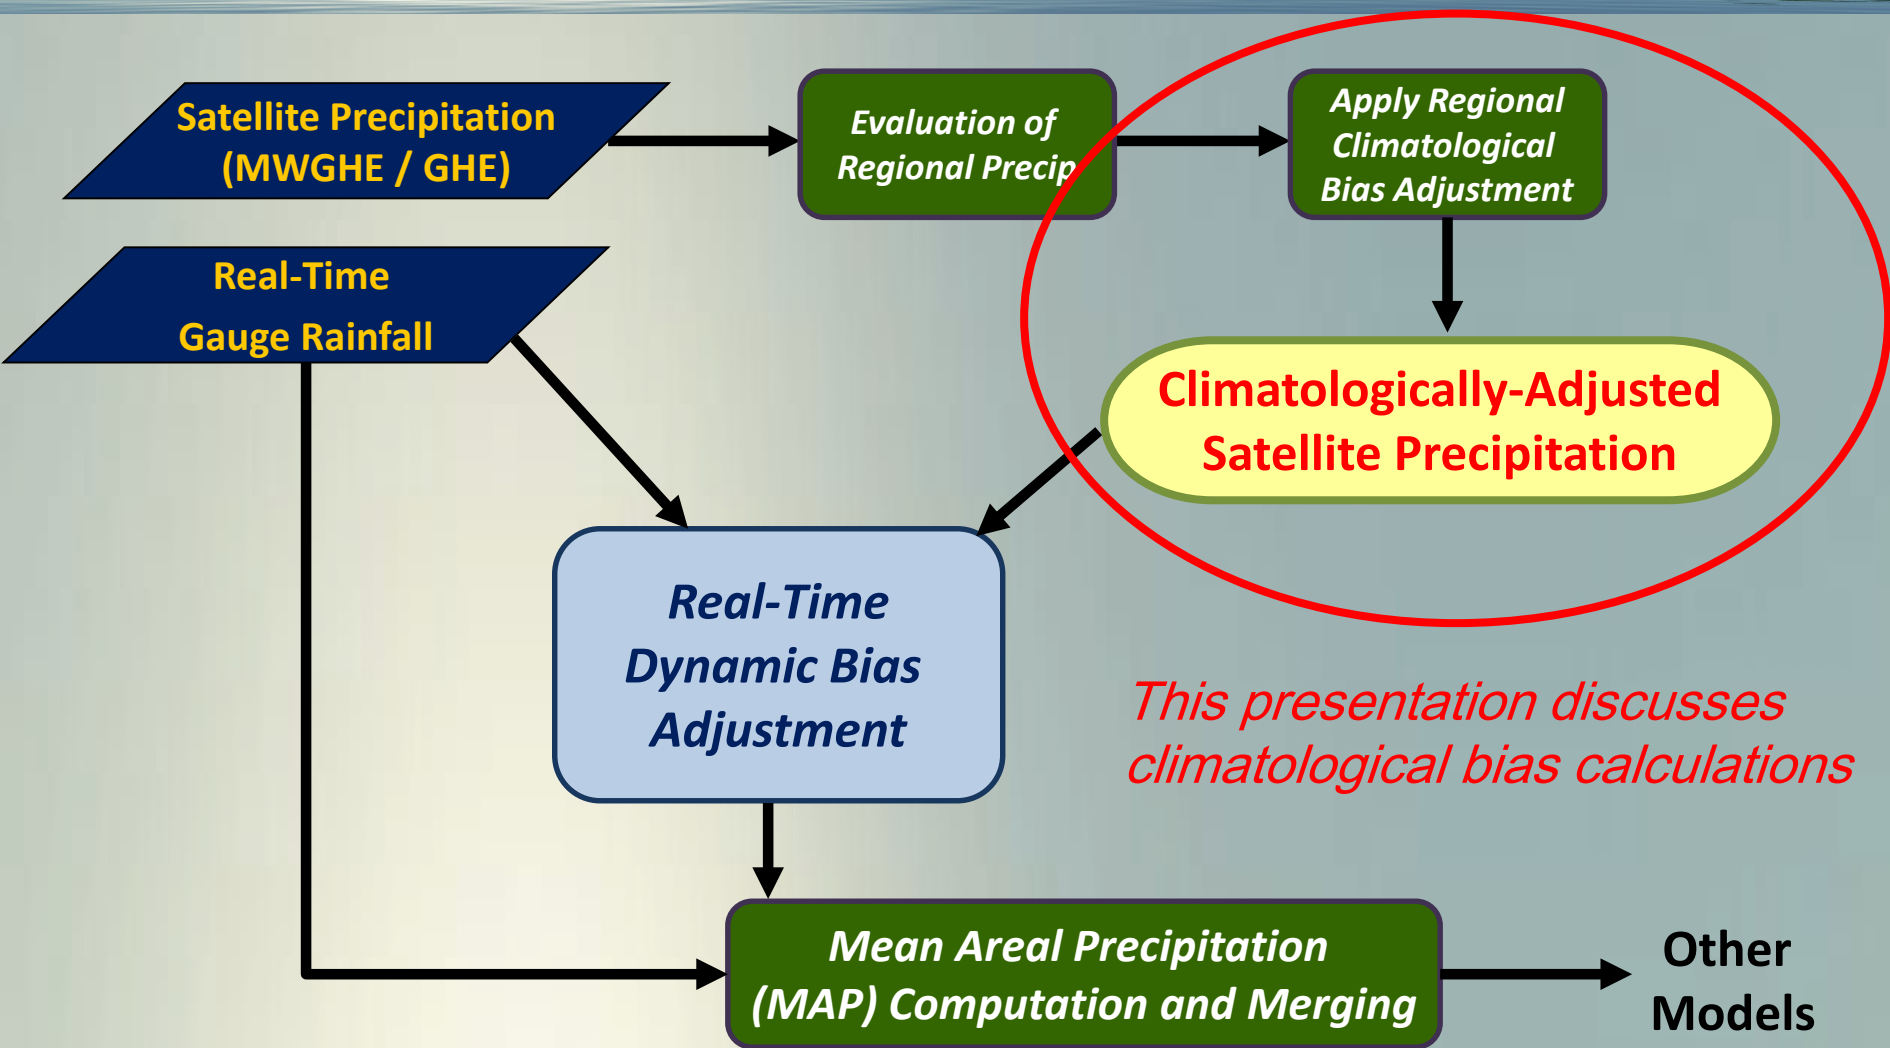 Satellite Precipitation
(MWGHE / GHE)
Evaluation of
Regional Precip
Apply Regional
Climatological
Bias Adjustment
Real-Time
Gauge Rainfall
Climatologically-Adjusted
Satellite Precipitation
Real-Time
Dynamic Bias
Adjustment
This presentation discusses
climatological bias calculations
Mean Areal Precipitation
(MAP) Computation and Merging
Other
Models